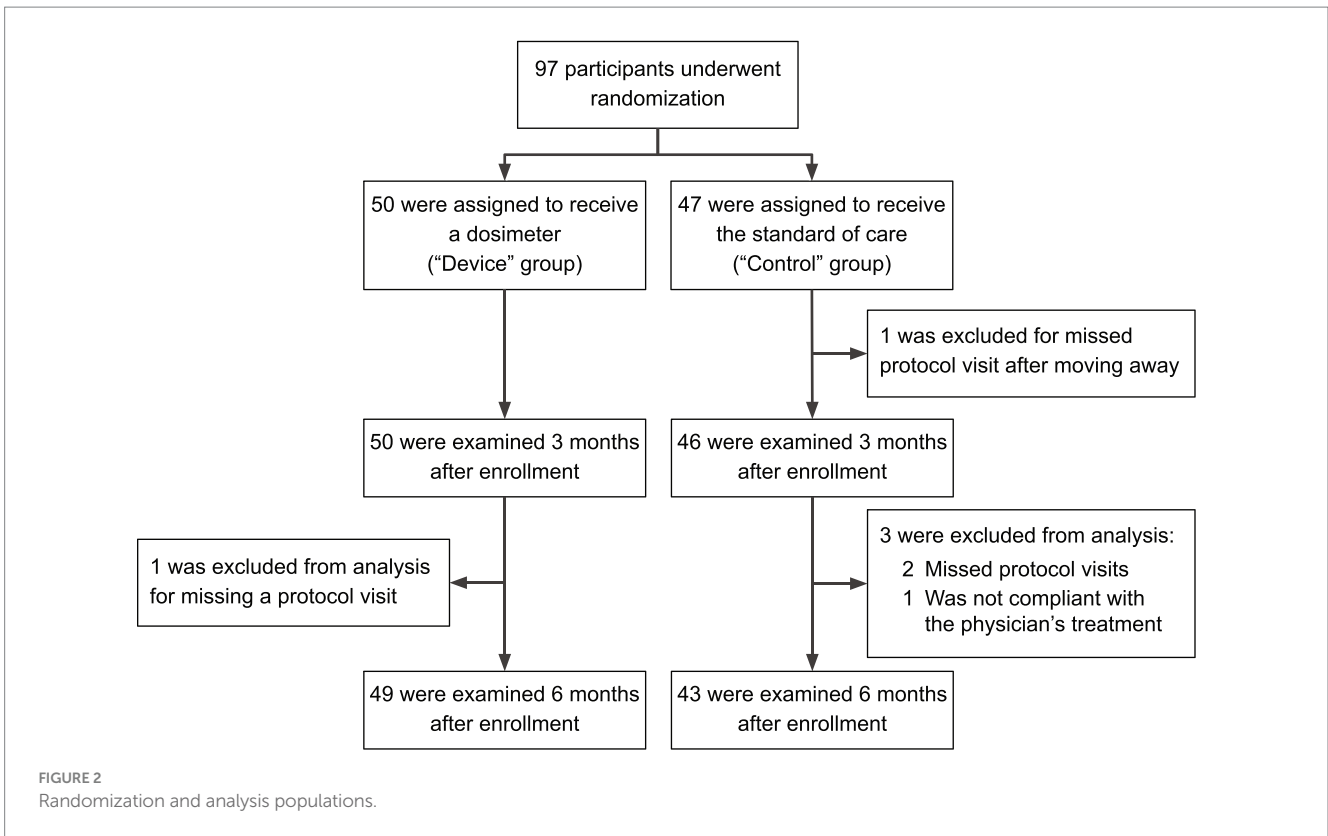 97 participants underwent
randomization
50 were assigned to receive
a dosimeter
(“Device” group)
47 were assigned to receive
the standard of care
(“Control” group)
1 was excluded for missed
protocol visit after moving away
50 were examined 3 months
after enrollment
46 were examined 3 months
after enrollment
1 was excluded from analysis
for missing a protocol visit
3 were excluded from analysis:
2 Missed protocol visits
1 Was not compliant with
the physician’s treatment
49 were examined 6 months
after enrollment
43 were examined 6 months
after enrollment
FIGURE 2
Randomization and analysis populations.